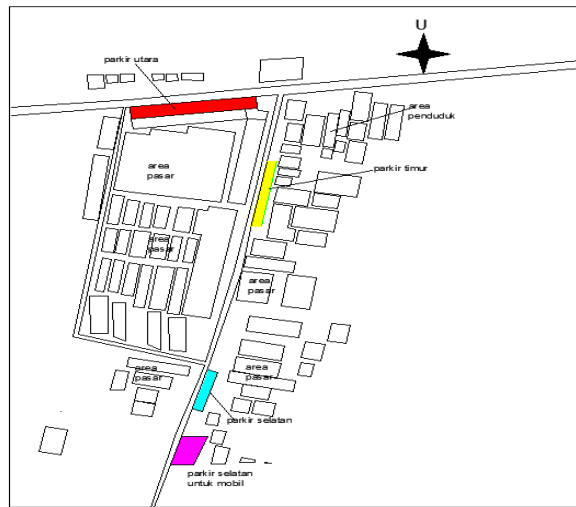 U
parkir utara
area
penduduk
area
pasar
parkir timur
area
pasar
area
pasar
area
pasar
area
pasar
parkir selatan
parkir selatan
untuk mobil